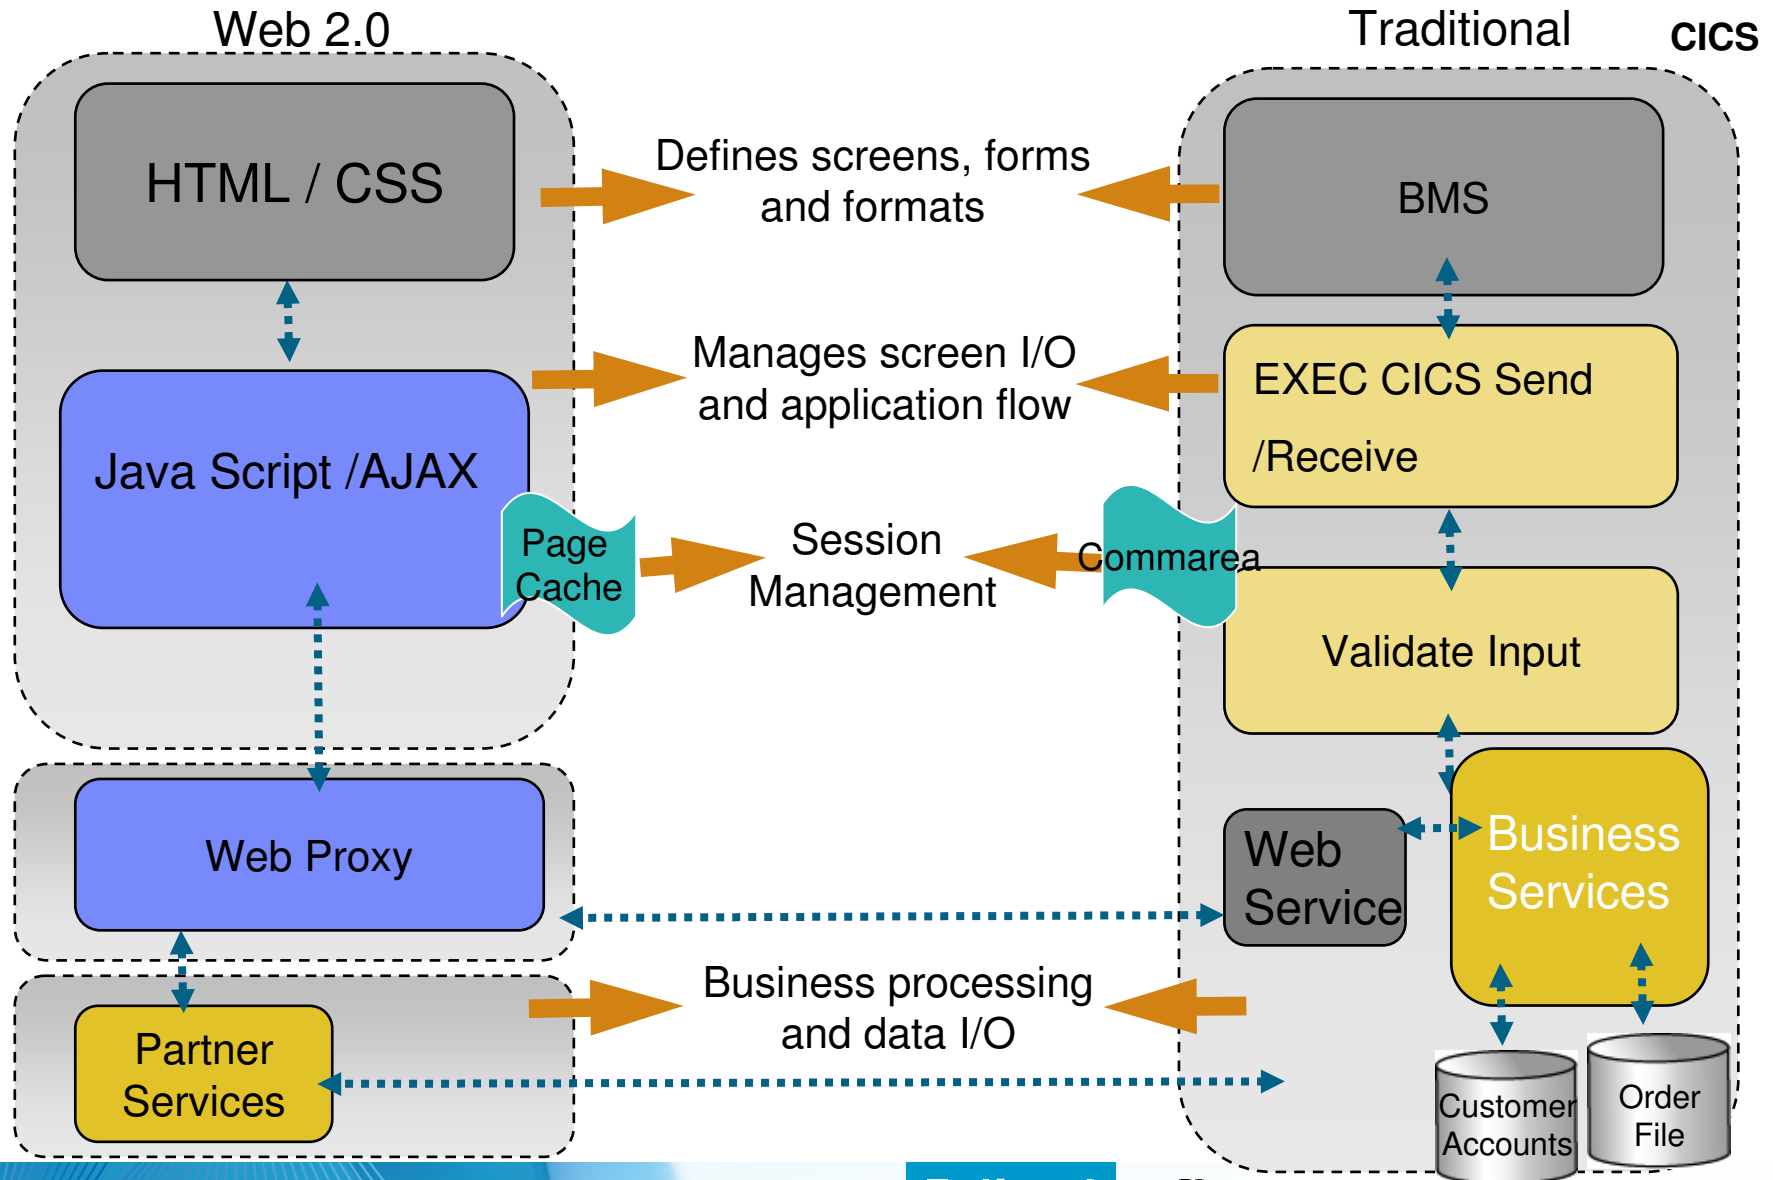 Web 2.0
Traditional
CICS
HTML / CSS
Defines screens, forms
and formats
BMS
Manages screen I/O
and application flow
EXEC CICS Send
/Receive
Java Script /AJAX
Page
Cache
Session
Management
Commarea
Validate Input
Web Proxy
Web
Service
Business
Services
Business processing
and data I/O
Partner
Services
Customer
Accounts
Order
File